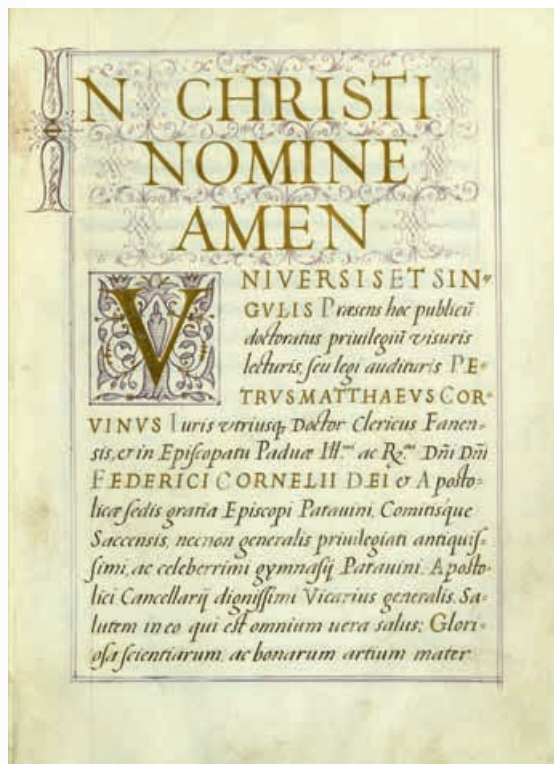 IN CHRISTI
NOMINE
AMEN
VNIVERSIS ET SIN=
GVLIS Præsens hoc publicū
doctoratus priuilegiū visuris
lecturis, seu legi audituris PE=
TRVS MATTHAEVS COR=
VINVS Iuris vtriusq, Doctor Clericus Fanen=
sis, et in Episcopatu Paduæ Ill.mi ac R.mi Dñi Dñi
FEDERICI CORNELII DEI et Aposto=
licæ sedis gratia Episcopi Patauini, Comitisque
Saccensis, necnon generalis priuilegiati antiquis=
simi, ac celeberrimi gymnasij Patauini, Aposto=
lici Cancellarij dignissimi Vicarius generalis, Sa=
lutem in eo qui est omnium uera salus; Glori=
osa scientiarum, ac bonarum artium mater